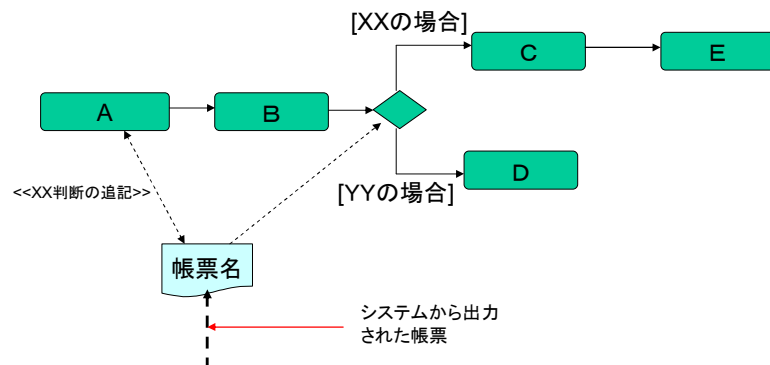 [XXの場合]
C
E
A
B
<<XX判断の追記>>
[YYの場合]
D
帳票名
システムから出力
された帳票